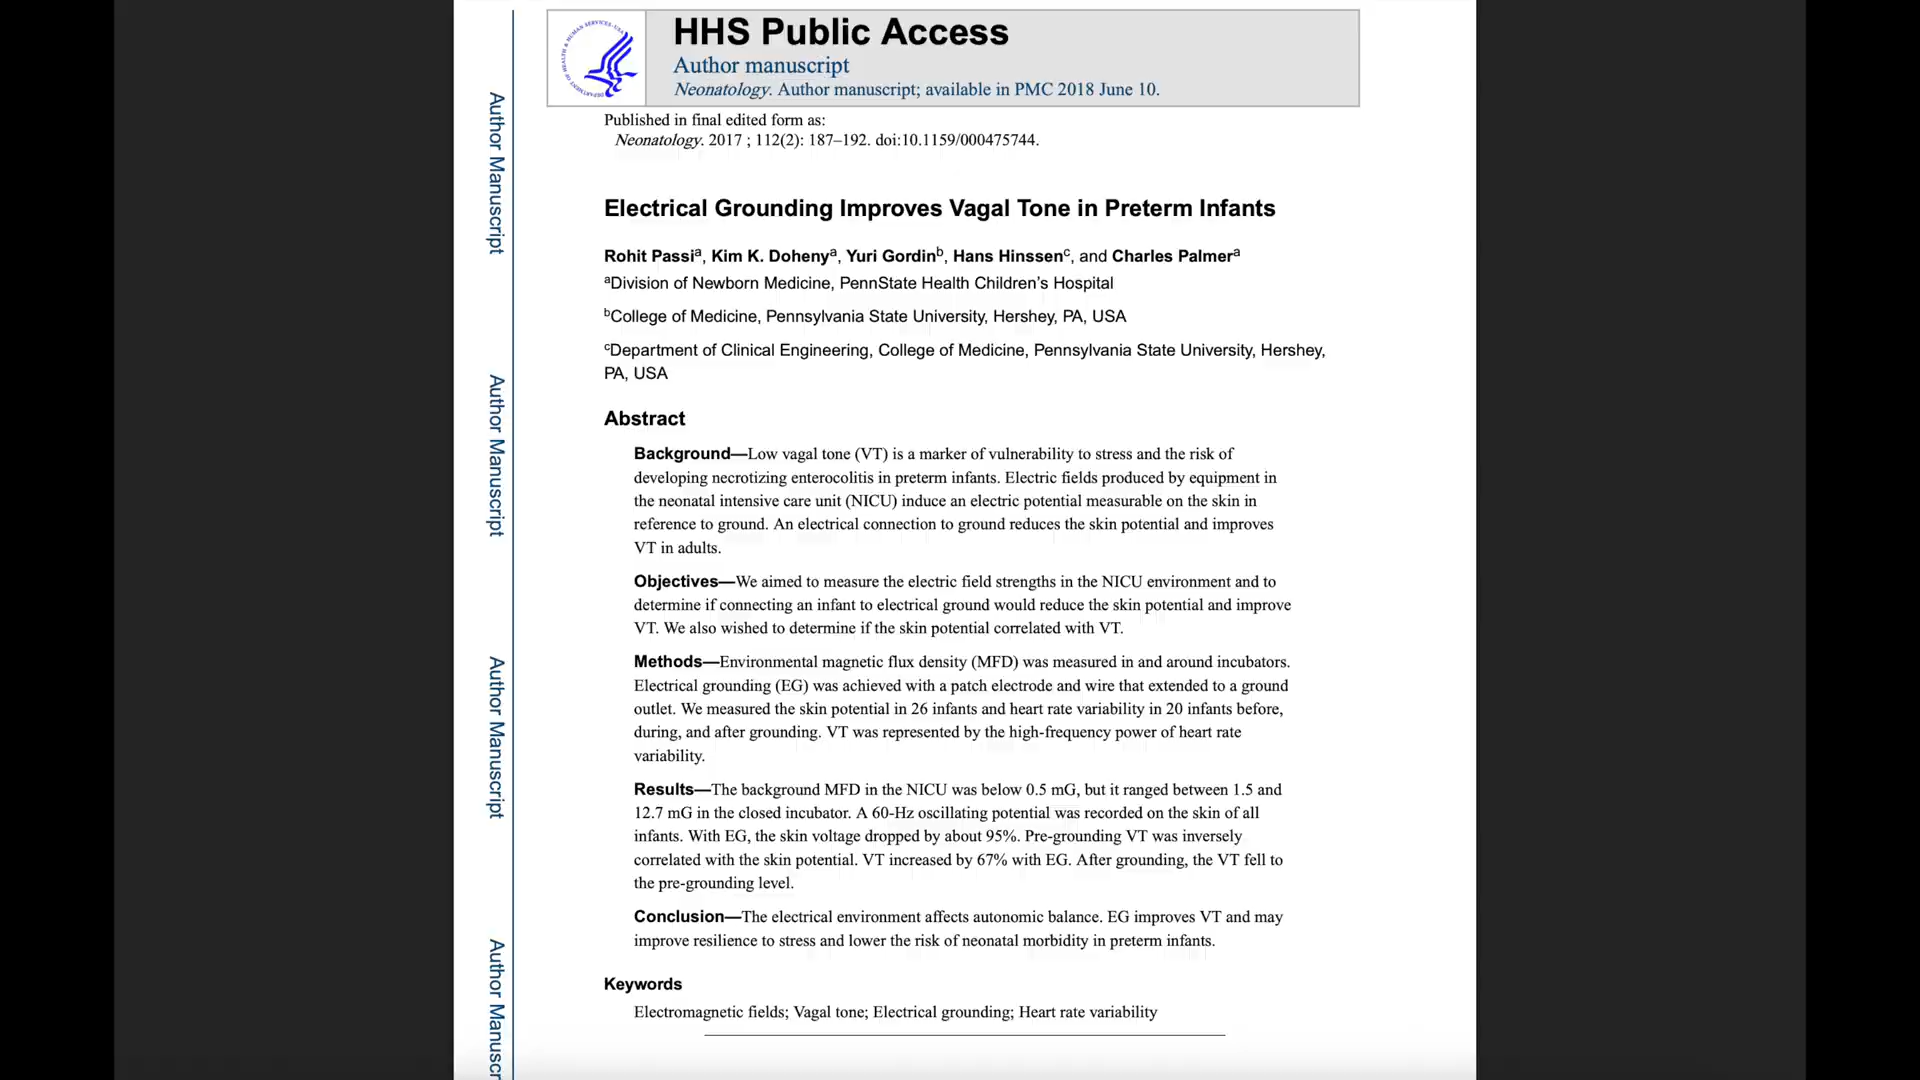 HHS Public Access
Author manuscript
Neonatology. Author manuscript; available in PMC 2018 June 10.
Published in final edited form as:
Neonatology. 2017 ; 112(2): 187–192. doi:10.1159/000475744.
Electrical Grounding Improves Vagal Tone in Preterm Infants
Rohit Passia, Kim K. Dohenya, Yuri Gordinb, Hans Hinssenc, and Charles Palmera
aDivision of Newborn Medicine, PennState Health Children's Hospital
bCollege of Medicine, Pennsylvania State University, Hershey, PA, USA
cDepartment of Clinical Engineering, College of Medicine, Pennsylvania State University, Hershey,
PA, USA
Abstract
Background—Low vagal tone (VT) is a marker of vulnerability to stress and the risk of
developing necrotizing enterocolitis in preterm infants. Electric fields produced by equipment in
the neonatal intensive care unit (NICU) induce an electric potential measurable on the skin in
reference to ground. An electrical connection to ground reduces the skin potential and improves
VT in adults.
Objectives—We aimed to measure the electric field strengths in the NICU environment and to
determine if connecting an infant to electrical ground would reduce the skin potential and improve
VT. We also wished to determine if the skin potential correlated with VT.
Methods—Environmental magnetic flux density (MFD) was measured in and around incubators.
Electrical grounding (EG) was achieved with a patch electrode and wire that extended to a ground
outlet. We measured the skin potential in 26 infants and heart rate variability in 20 infants before,
during, and after grounding. VT was represented by the high-frequency power of heart rate
variability.
Results—The background MFD in the NICU was below 0.5 mG, but it ranged between 1.5 and
12.7 mG in the closed incubator. A 60-Hz oscillating potential was recorded on the skin of all
infants. With EG, the skin voltage dropped by about 95%. Pre-grounding VT was inversely
correlated with the skin potential. VT increased by 67% with EG. After grounding, the VT fell to
the pre-grounding level.
Conclusion—The electrical environment affects autonomic balance. EG improves VT and may
improve resilience to stress and lower the risk of neonatal morbidity in preterm infants.
Keywords
Electromagnetic fields; Vagal tone; Electrical grounding; Heart rate variability
Author Manuscript
Author Manuscript
Author Manuscript
Author Manuscr